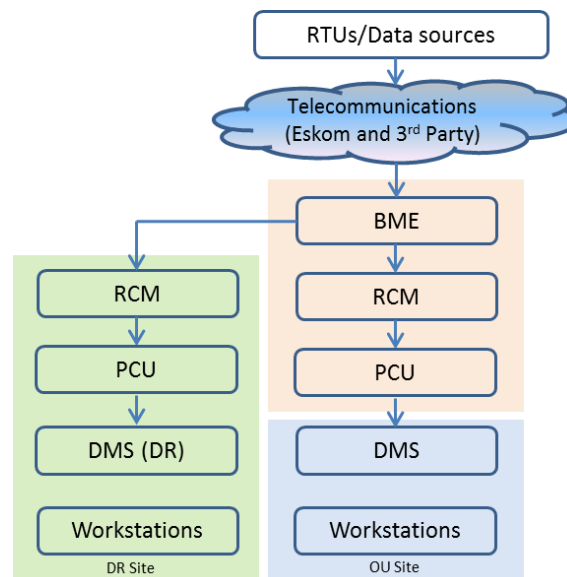 RTUs/Data sources
Telecommunications
(Eskom and 3rd Party)
BME
RCM
RCM
PCU
PCU
DMS (DR)
DMS
Workstations
Workstations
DR Site
OU Site